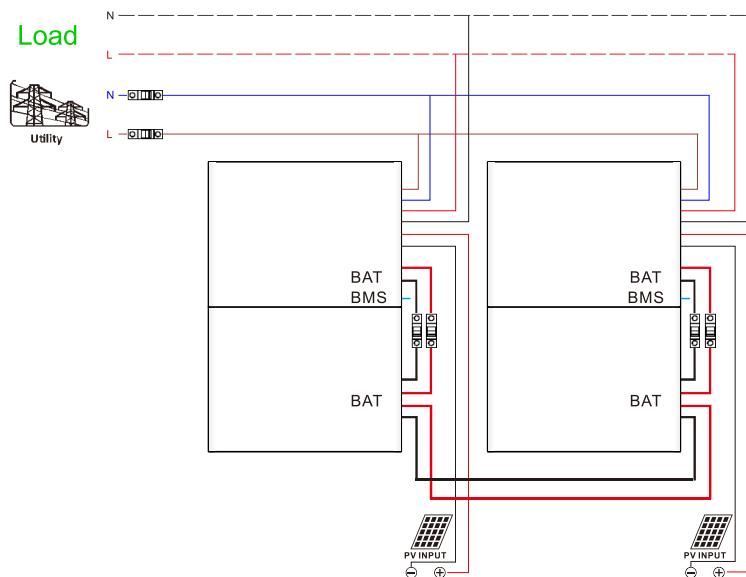 N
Load
L
N
Utility
L
BAT
BMS
BAT
BMS
BAT
BAT
PV INPUT
PV INPUT